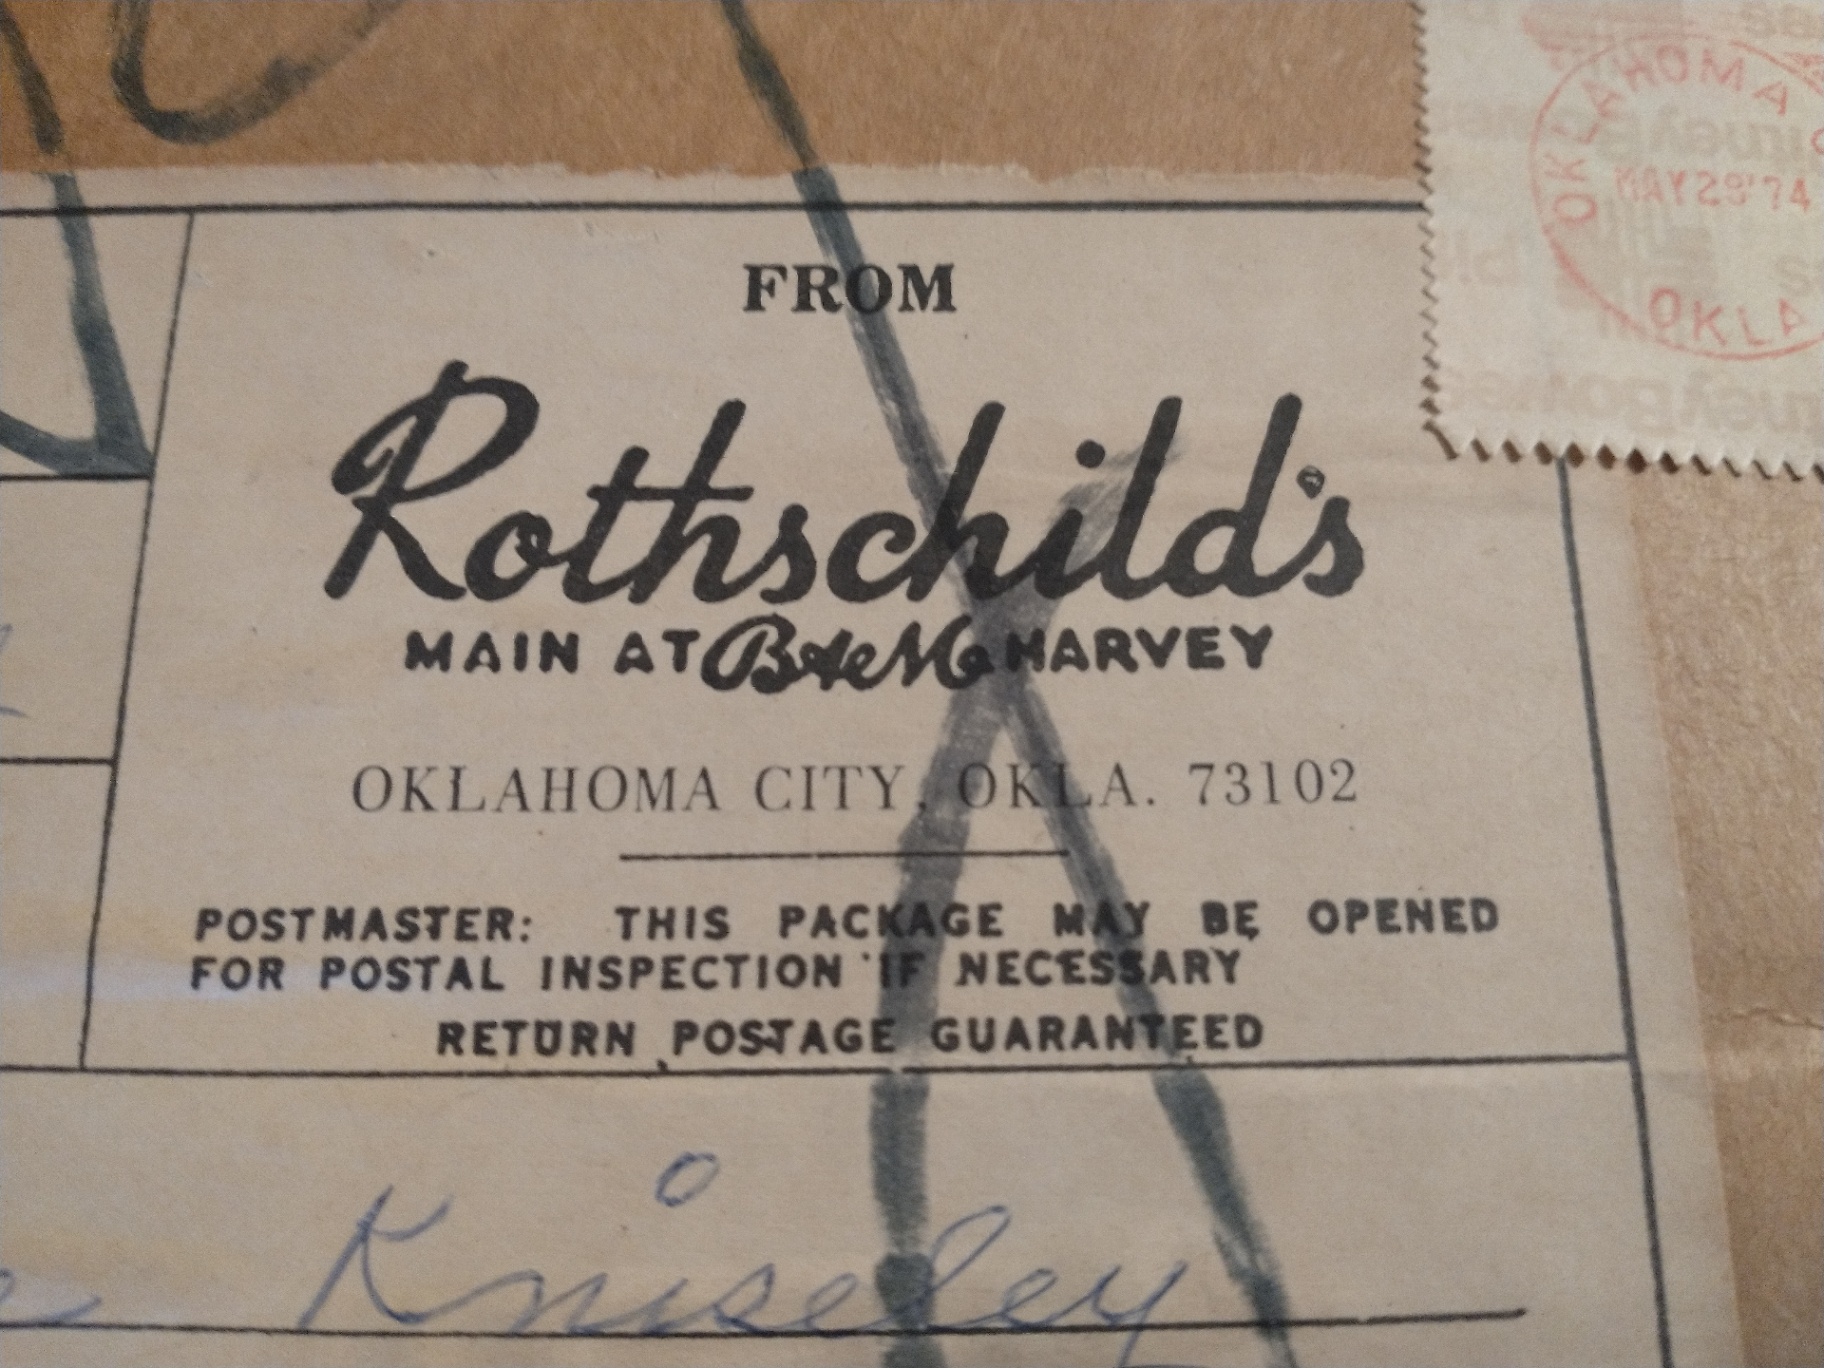 OKLAHOMA
MAY 29 '74
OKLA
FROM
Rothschild's
MAIN AT B&M HARVEY
OKLAHOMA CITY, OKLA. 73102
POSTMASTER: THIS PACKAGE MAY BE OPENED
FOR POSTAL INSPECTION IF NECESSARY
RETURN POSTAGE GUARANTEED
Kniseley